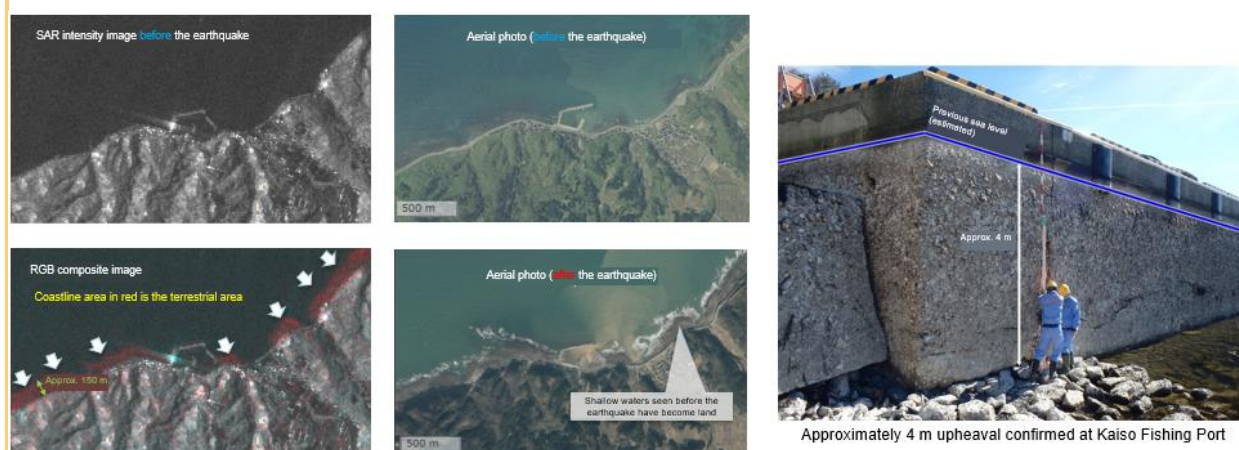 SAR intensity image before the earthquake
Aerial photo (before the earthquake)
500 m
RGB composite image
Coastline area in red is the terrestrial area
Approx. 150 m
Aerial photo (after the earthquake)
Shallow waters seen before the
earthquake have become land
500 m
Previous sea level
(estimated)
Approx. 4 m
Approximately 4 m upheaval confirmed at Kaiso Fishing Port